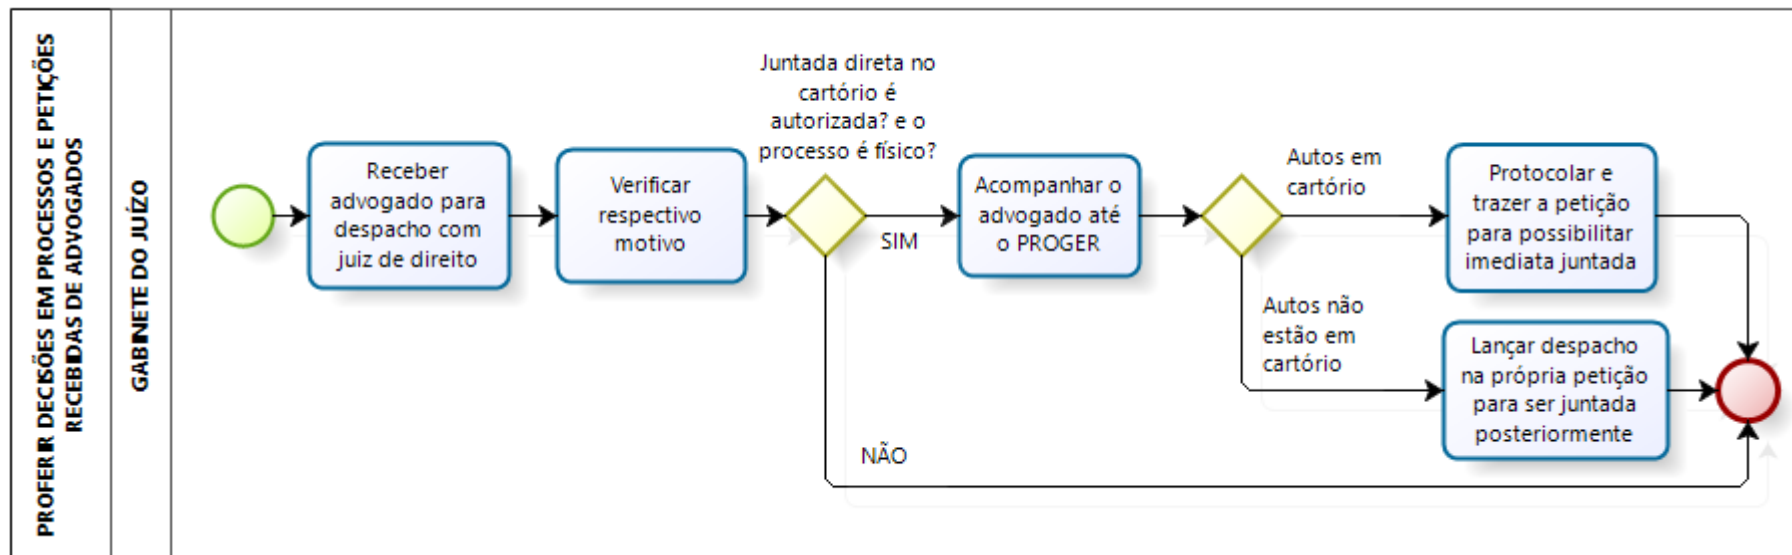 PROFERIR DECISÕES EM PROCESSOS E PETIÇÕES
RECEBIDAS DE ADVOGADOS
GABINETE DO JUÍZO
Receber
advogado para
despacho com
juiz de direito
Verificar
respectivo
motivo
Juntada direta no
cartório é
autorizada? e o
processo é físico?
SIM
NÃO
Acompanhar o
advogado até
o PROGER
Autos em
cartório
Autos não
estão em
cartório
Protocolar e
trazer a petição
para possibilitar
imediata juntada
Lançar despacho
na própria petição
para ser juntada
posteriormente